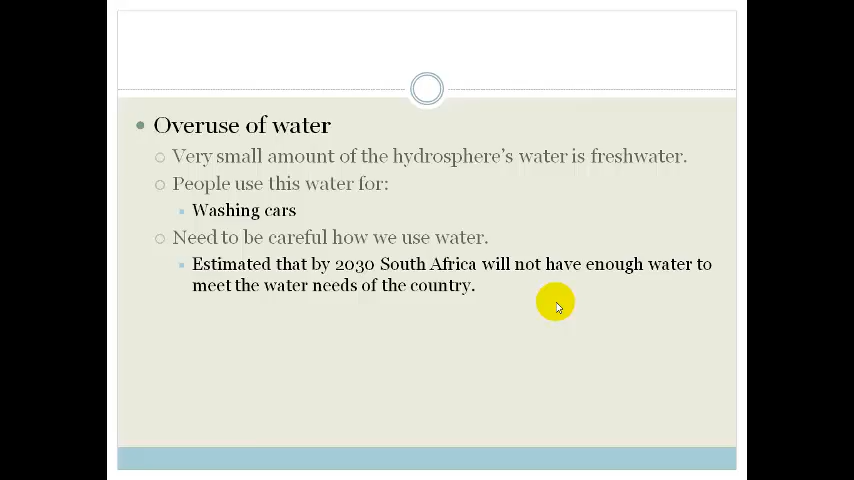 Overuse of water
Very small amount of the hydrosphere's water is freshwater.
People use this water for:
Washing cars
Need to be careful how we use water.
Estimated that by 2030 South Africa will not have enough water to
meet the water needs of the country.